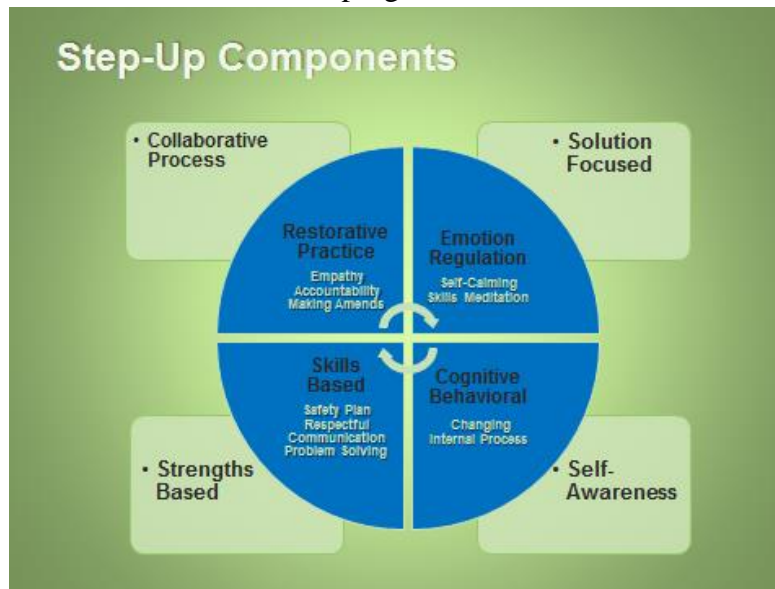 Step-Up Components
• Collaborative
Process
• Solution
Focused
Restorative
Practice
Empathy
Accountability
Making Amends
Emotion
Regulation
Self-Calming
Skills Meditation
Skills
Based
Safety Plan
Respectful
Communication
Problem Solving
Cognitive
Behavioral
Changing
Internal Process
• Strengths
Based
• Self-
Awareness